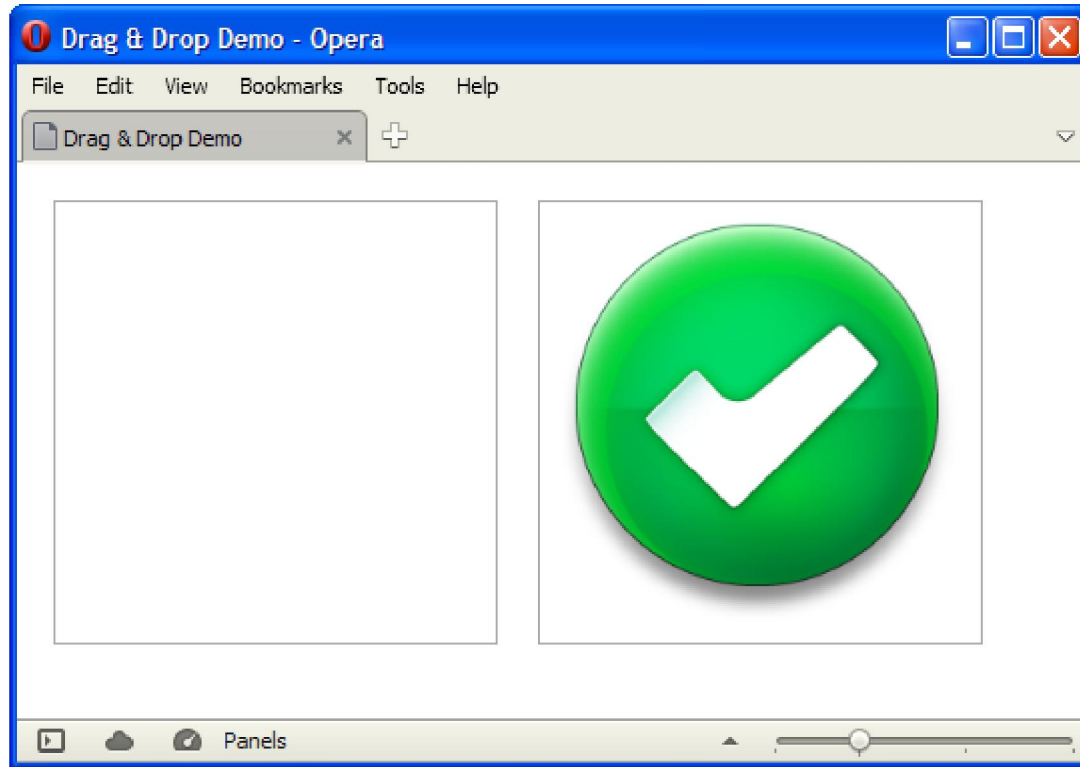 Drag & Drop Demo - Opera
File Edit View Bookmarks Tools Help
Drag & Drop Demo
Panels